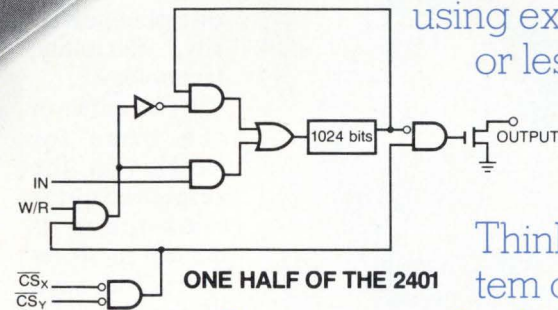 using ex
or les
1024 bits
OUTPUT
IN
W/R
Think
CS̅X
tem o
ONE HALF OF THE 2401
CS̅Y